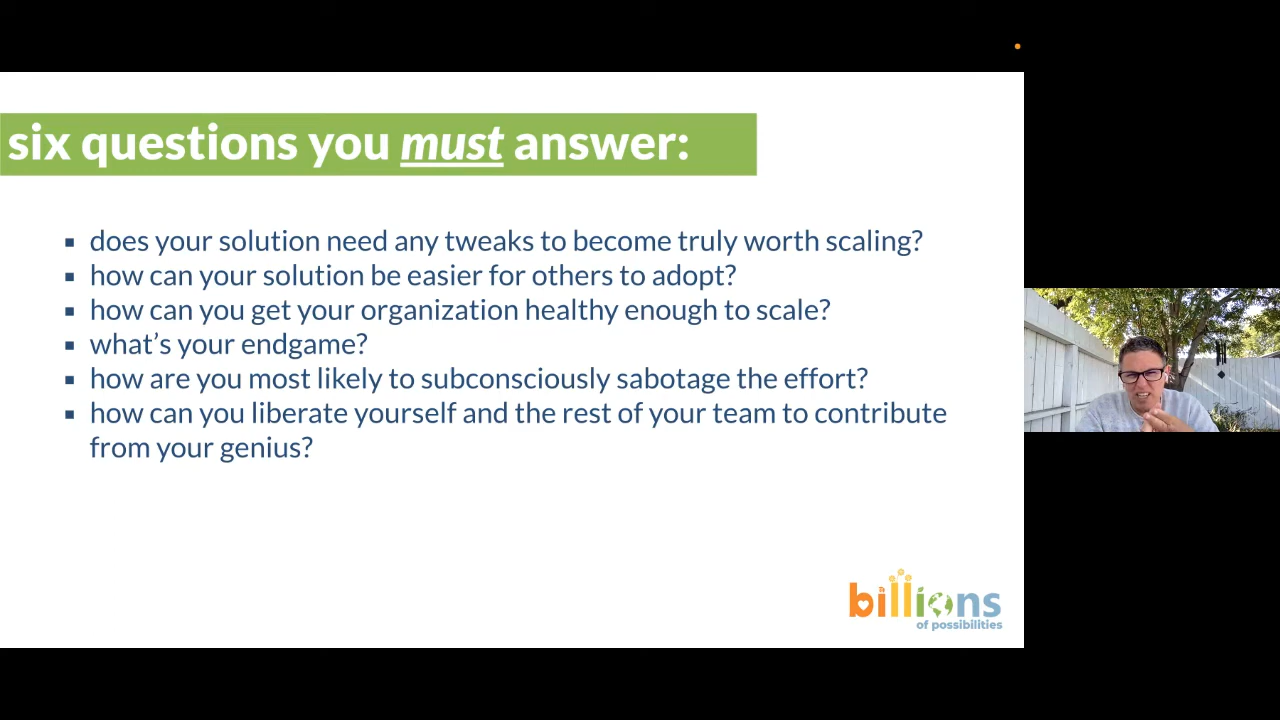 six questions you must answer:
▪ does your solution need any tweaks to become truly worth scaling?
▪ how can your solution be easier for others to adopt?
▪ how can you get your organization healthy enough to scale?
▪ what’s your endgame?
▪ how are you most likely to subconsciously sabotage the effort?
▪ how can you liberate yourself and the rest of your team to contribute
from your genius?
billions
of possibilities